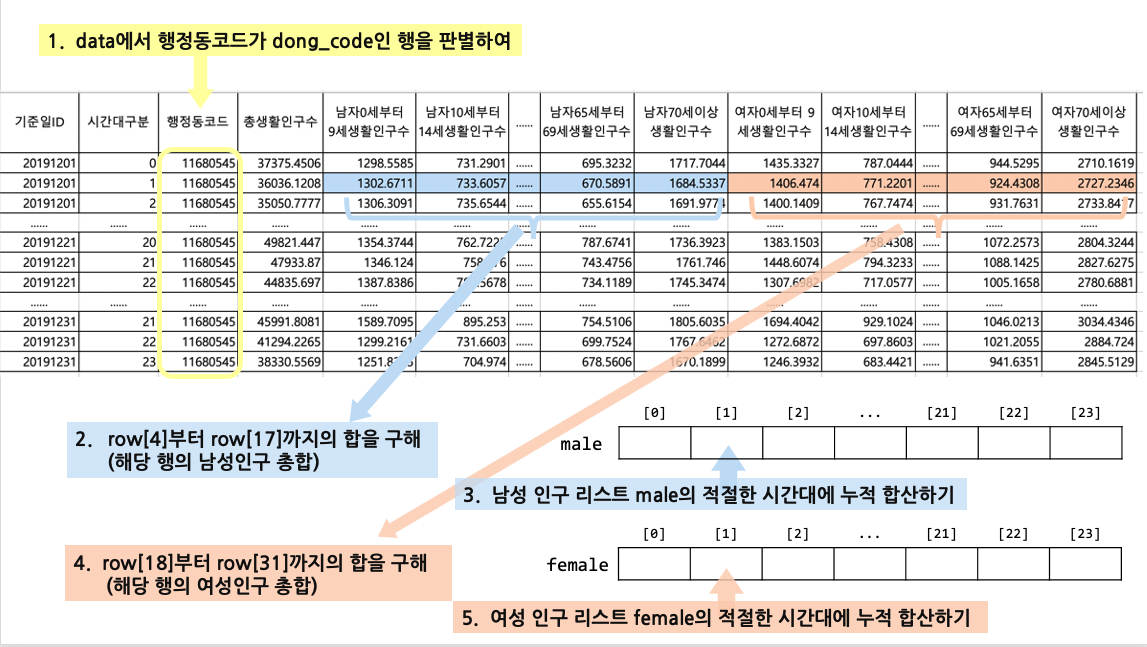 1. data에서 행정동코드가 dong_code인 행을 판별하여
기준일ID 시간대구분 행정동코드 총생활인구수 남자0세부터 9세생활인구수 남자10세부터 14세생활인구수 ...... 남자65세부터 69세생활인구수 남자70세이상 생활인구수 여자0세부터 9세생활인구수 여자10세부터 14세생활인구수 ...... 여자65세부터 69세생활인구수 여자70세이상 생활인구수
20191201 0 11680545 37375.4506 1298.5585 731.2901 ...... 695.3232 1717.7044 1435.3327 787.0444 ...... 944.5295 2710.1619
20191201 1 11680545 36036.1208 1302.6711 733.6057 ...... 670.5891 1684.5337 1406.474 771.2201 ...... 924.4308 2727.2346
20191201 2 11680545 35050.7777 1306.3091 735.6544 ...... 655.6154 1691.9774 1400.1409 767.7474 ...... 931.7631
...... ...... ...... ...... ...... ...... ...... ...... ...... ...... ...... ...... ......
20191221 20 11680545 49821.447 1354.3744 ...... 787.6741 1736.3923 1383.1503 758.4308 ...... 1072.2573 2804.3244
20191221 21 11680545 47933.87 1346.124 ...... 743.4756 1761.746 1448.6074 794.3233 ...... 1088.1425 2827.6275
20191221 22 11680545 44835.697 1387.8386 ...... 734.1189 1745.3474 1307.6982 717.0577 ...... 1005.1658 2780.6881
...... ...... ...... ...... ...... ...... ...... ...... ...... ...... ...... ...... ......
20191231 21 11680545 45991.8081 1589.7095 895.253 ...... 754.5106 1805.6035 1694.4042 929.1024 ...... 1046.0213 3034.4346
20191231 22 11680545 41294.2265 1299.2161 731.6603 ...... 699.7524 1767.6462 1272.6872 697.8603 ...... 1021.2055 2884.724
20191231 23 11680545 38330.5569 704.974 ...... 678.5606 1670.1899 1246.3932 683.4421 ...... 941.6351 2845.5129
2. row[4]부터 row[17]까지의 합을 구해
(해당 행의 남성인구 총합)
[0] [1] [2] ... [21] [22] [23]
male
3. 남성 인구 리스트 male의 적절한 시간대에 누적 합산하기
4. row[18]부터 row[31]까지의 합을 구해
(해당 행의 여성인구 총합)
[0] [1] [2] ... [21] [22] [23]
female
5. 여성 인구 리스트 female의 적절한 시간대에 누적 합산하기